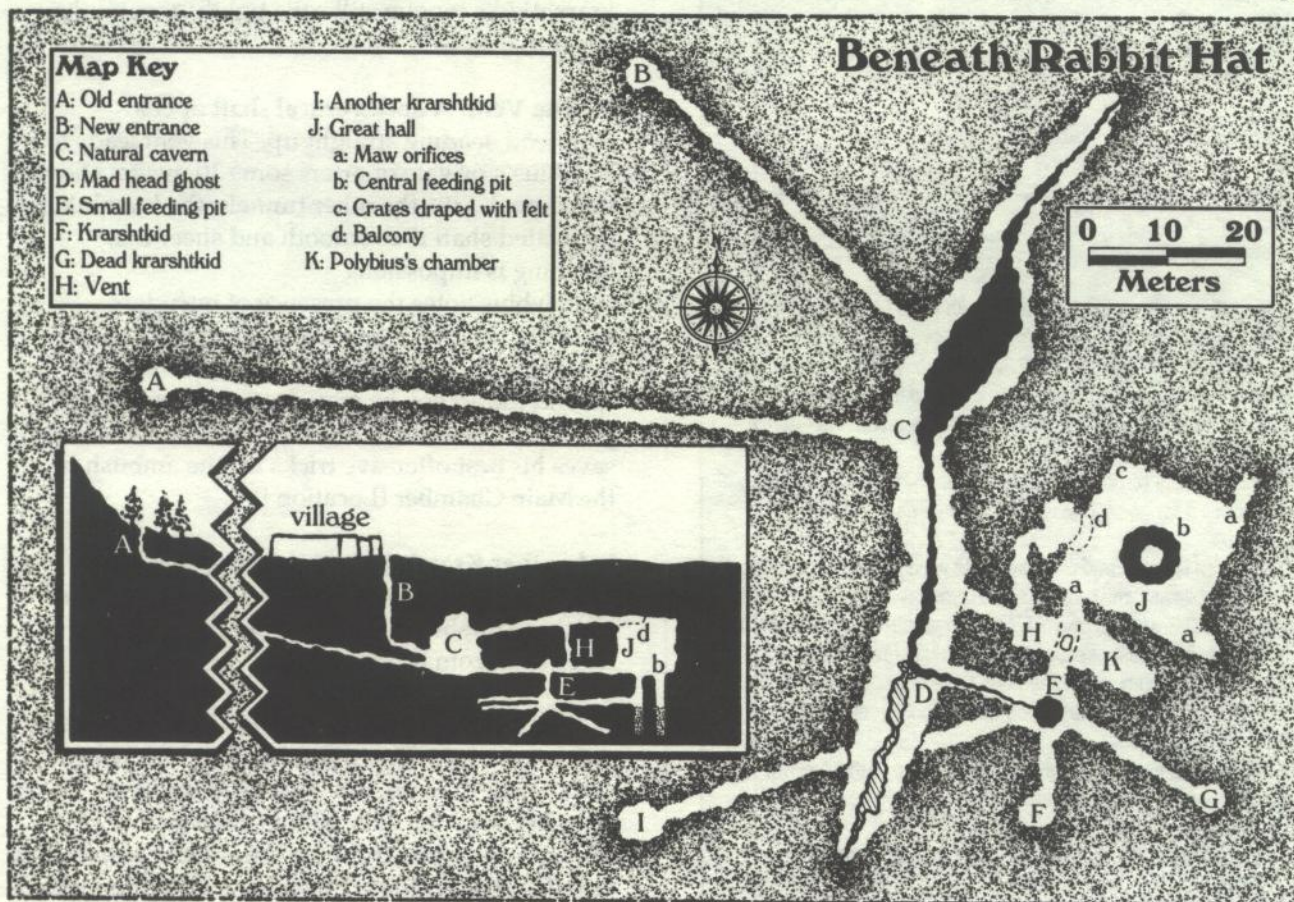 Beneath Rabbit Hat
Map Key
A: Old entrance
B: New entrance
C: Natural cavern
D: Mad head ghost
E: Small feeding pit
F: Krarshtkid
G: Dead krarshtkid
H: Vent
I: Another krarshtkid
J: Great hall
a: Maw orifices
b: Central feeding pit
c: Crates draped with felt
d: Balcony
K: Polybius's chamber
B
0 10 20
Meters
A
C
c
d
b
a
a
J
a
H
K
D
E
I
F
G
village
A
B
C
H
J
d
b
E